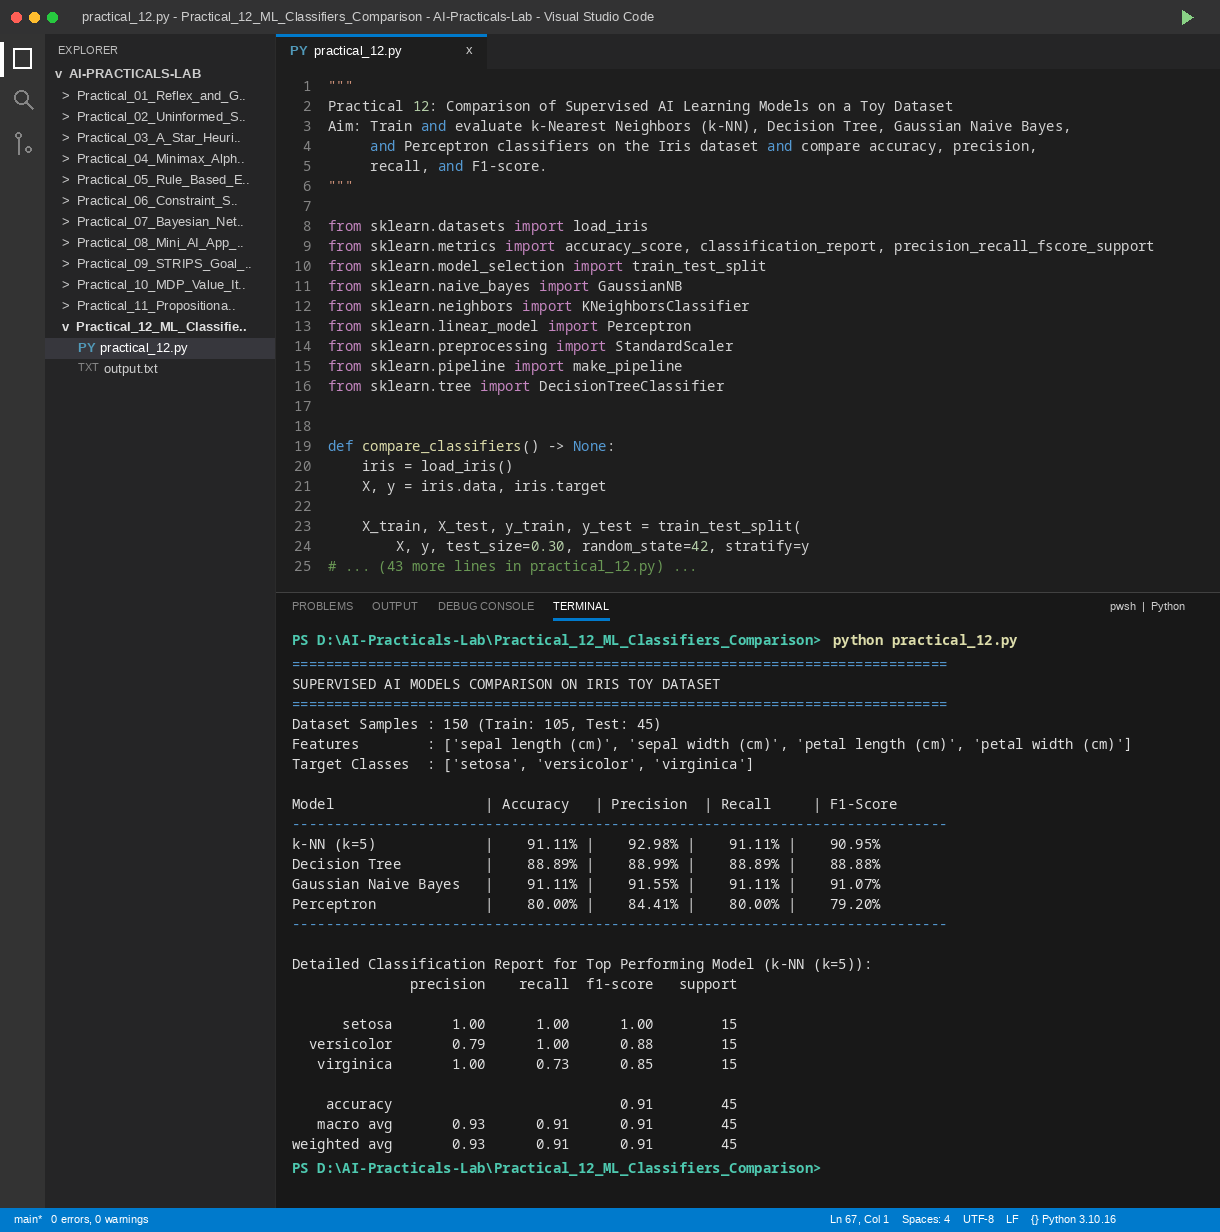 practical_12.py - Practical_12_ML_Classifiers_Comparison - AI-Practicals-Lab - Visual Studio Code
EXPLORER
v AI-PRACTICALS-LAB
> Practical_01_Reflex_and_G..
> Practical_02_Uninformed_S..
> Practical_03_A_Star_Heuri..
> Practical_04_Minimax_Alph..
> Practical_05_Rule_Based_E..
> Practical_06_Constraint_S..
> Practical_07_Bayesian_Net..
> Practical_08_Mini_AI_App_..
> Practical_09_STRIPS_Goal_..
> Practical_10_MDP_Value_It..
> Practical_11_Propositiona..
v Practical_12_ML_Classifie..
PY practical_12.py
TXT output.txt
PY practical_12.py x
1 """
2 Practical 12: Comparison of Supervised AI Learning Models on a Toy Dataset
3 Aim: Train and evaluate k-Nearest Neighbors (k-NN), Decision Tree, Gaussian Naive Bayes,
4      and Perceptron classifiers on the Iris dataset and compare accuracy, precision,
5      recall, and F1-score.
6 """
7
8 from sklearn.datasets import load_iris
9 from sklearn.metrics import accuracy_score, classification_report, precision_recall_fscore_support
10 from sklearn.model_selection import train_test_split
11 from sklearn.naive_bayes import GaussianNB
12 from sklearn.neighbors import KNeighborsClassifier
13 from sklearn.linear_model import Perceptron
14 from sklearn.preprocessing import StandardScaler
15 from sklearn.pipeline import make_pipeline
16 from sklearn.tree import DecisionTreeClassifier
17
18
19 def compare_classifiers() -> None:
20     iris = load_iris()
21     X, y = iris.data, iris.target
22
23     X_train, X_test, y_train, y_test = train_test_split(
24         X, y, test_size=0.30, random_state=42, stratify=y
25 # ... (43 more lines in practical_12.py) ...
PROBLEMS OUTPUT DEBUG CONSOLE TERMINAL pwsh | Python
PS D:\AI-Practicals-Lab\Practical_12_ML_Classifiers_Comparison> python practical_12.py
==============================================================================
SUPERVISED AI MODELS COMPARISON ON IRIS TOY DATASET
==============================================================================
Dataset Samples : 150 (Train: 105, Test: 45)
Features        : ['sepal length (cm)', 'sepal width (cm)', 'petal length (cm)', 'petal width (cm)']
Target Classes  : ['setosa', 'versicolor', 'virginica']
Model                  | Accuracy   | Precision  | Recall     | F1-Score
------------------------------------------------------------------------------
k-NN (k=5)             |    91.11% |    92.98% |    91.11% |    90.95%
Decision Tree          |    88.89% |    88.99% |    88.89% |    88.88%
Gaussian Naive Bayes   |    91.11% |    91.55% |    91.11% |    91.07%
Perceptron             |    80.00% |    84.41% |    80.00% |    79.20%
------------------------------------------------------------------------------
Detailed Classification Report for Top Performing Model (k-NN (k=5)):
              precision    recall  f1-score   support
      setosa       1.00      1.00      1.00        15
  versicolor       0.79      1.00      0.88        15
   virginica       1.00      0.73      0.85        15
    accuracy                           0.91        45
   macro avg       0.93      0.91      0.91        45
weighted avg       0.93      0.91      0.91        45
PS D:\AI-Practicals-Lab\Practical_12_ML_Classifiers_Comparison>
main* 0 errors, 0 warnings Ln 67, Col 1 Spaces: 4 UTF-8 LF {} Python 3.10.16